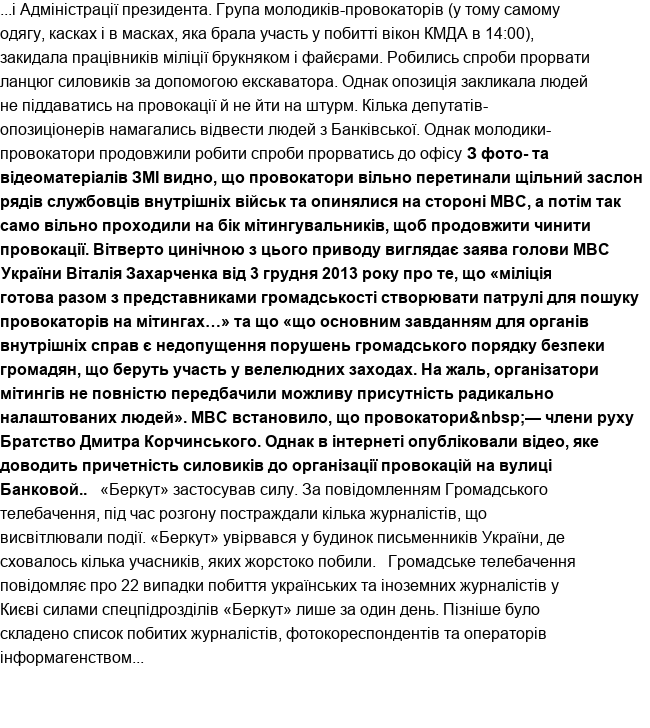 ...і Адміністрації президента. Група молодиків-провокаторів (у тому самому
одягу, касках і в масках, яка брала участь у побитті вікон КМДА в 14:00),
закидала працівників міліції брукняком і файєрами. Робились спроби прорвати
ланцюг силовиків за допомогою екскаватора. Однак опозиція закликала людей
не піддаватись на провокації й не йти на штурм. Кілька депутатів-
опозиціонерів намагались відвести людей з Банківської. Однак молодики-
провокатори продовжили робити спроби прорватись до офісу З фото- та
відеоматеріалів ЗМІ видно, що провокатори вільно перетинали щільний заслон
рядів службовців внутрішніх військ та опинялися на стороні МВС, а потім так
само вільно проходили на бік мітингувальників, щоб продовжити чинити
провокації. Вітверто цинічною з цього приводу виглядає заява голови МВС
України Віталія Захарченка від 3 грудня 2013 року про те, що «міліція
готова разом з представниками громадськості створювати патрулі для пошуку
провокаторів на мітингах…» та що «що основним завданням для органів
внутрішніх справ є недопущення порушень громадського порядку безпеки
громадян, що беруть участь у велелюдних заходах. На жаль, організатори
мітингів не повністю передбачили можливу присутність радикально
налаштованих людей». МВС встановило, що провокатори&nbsp;— члени руху
Братство Дмитра Корчинського. Однак в інтернеті опубліковали відео, яке
доводить причетність силовиків до організації провокацій на вулиці
Банковой.. «Беркут» застосував силу. За повідомленням Громадського
телебачення, під час розгону постраждали кілька журналістів, що
висвітлювали події. «Беркут» увірвався у будинок письменників України, де
сховалось кілька учасників, яких жорстоко побили. Громадське телебачення
повідомляє про 22 випадки побиття українських та іноземних журналістів у
Києві силами спецпідрозділів «Беркут» лише за один день. Пізніше було
складено список побитих журналістів, фотокореспондентів та операторів
інформагенством...